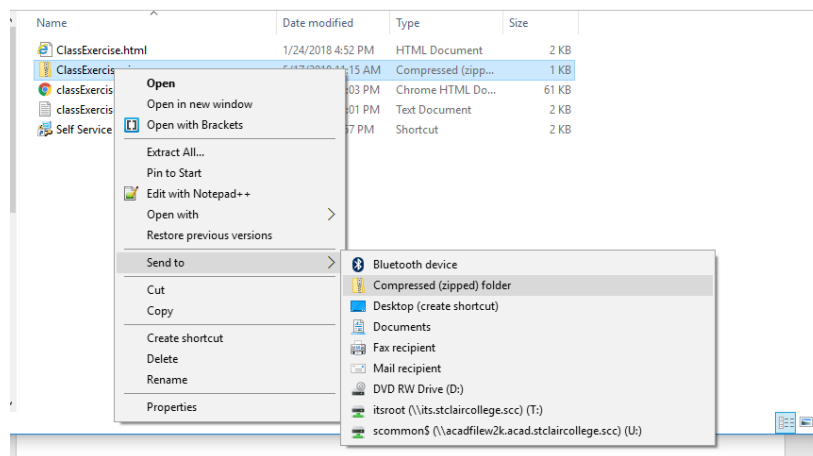 Name Date modified Type Size
ClassExercise.html 1/24/2018 4:52 PM HTML Document 2 KB
11:15 AM Compressed (zipp... 1 KB
:03 PM Chrome HTML Do... 61 KB
:01 PM Text Document 2 KB
Self Service 57 PM Shortcut 2 KB
Open
Open in new window
Open with Brackets
Extract All...
Pin to Start
Edit with Notepad++
Open with
Restore previous versions
Send to
Cut
Copy
Create shortcut
Delete
Rename
Properties
Bluetooth device
Compressed (zipped) folder
Desktop (create shortcut)
Documents
Fax recipient
Mail recipient
DVD RW Drive (D:)
itsroot (\\its.stclaircollege.scc) (T:)
scommon$ (\\acadfilew2k.acad.stclaircollege.scc) (U:)